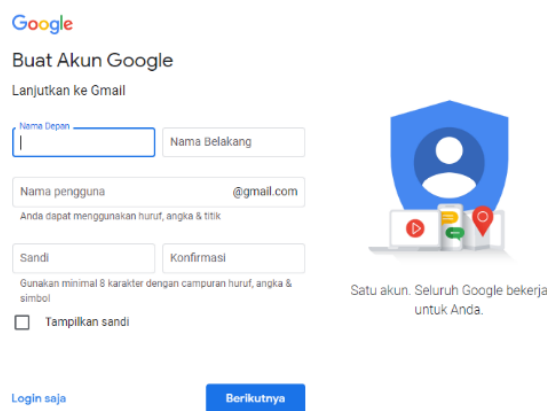 Google
Buat Akun Google
Lanjutkan ke Gmail
Nama Depan
Nama Belakang
Nama pengguna @gmail.com
Anda dapat menggunakan huruf, angka & titik
Sandi
Konfirmasi
Gunakan minimal 8 karakter dengan campuran huruf, angka &
simbol
Tampilkan sandi
Satu akun. Seluruh Google bekerja
untuk Anda.
Login saja
Berikutnya